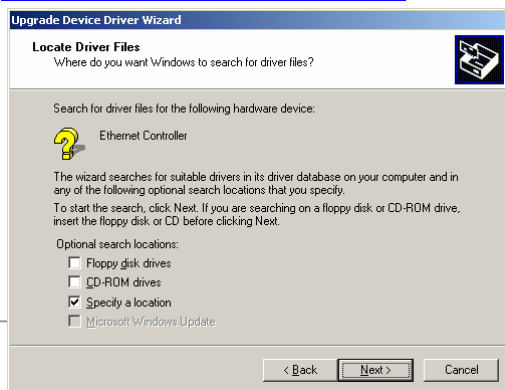 Upgrade Device Driver Wizard
Locate Driver Files
Where do you want Windows to search for driver files?
Search for driver files for the following hardware device:
Ethernet Controller
The wizard searches for suitable drivers in its driver database on your computer and in
any of the following optional search locations that you specify.
To start the search, click Next. If you are searching on a floppy disk or CD-ROM drive,
insert the floppy disk or CD before clicking Next.
Optional search locations:
Floppy disk drives
CD-ROM drives
Specify a location
Microsoft Windows Update
< Back Next > Cancel